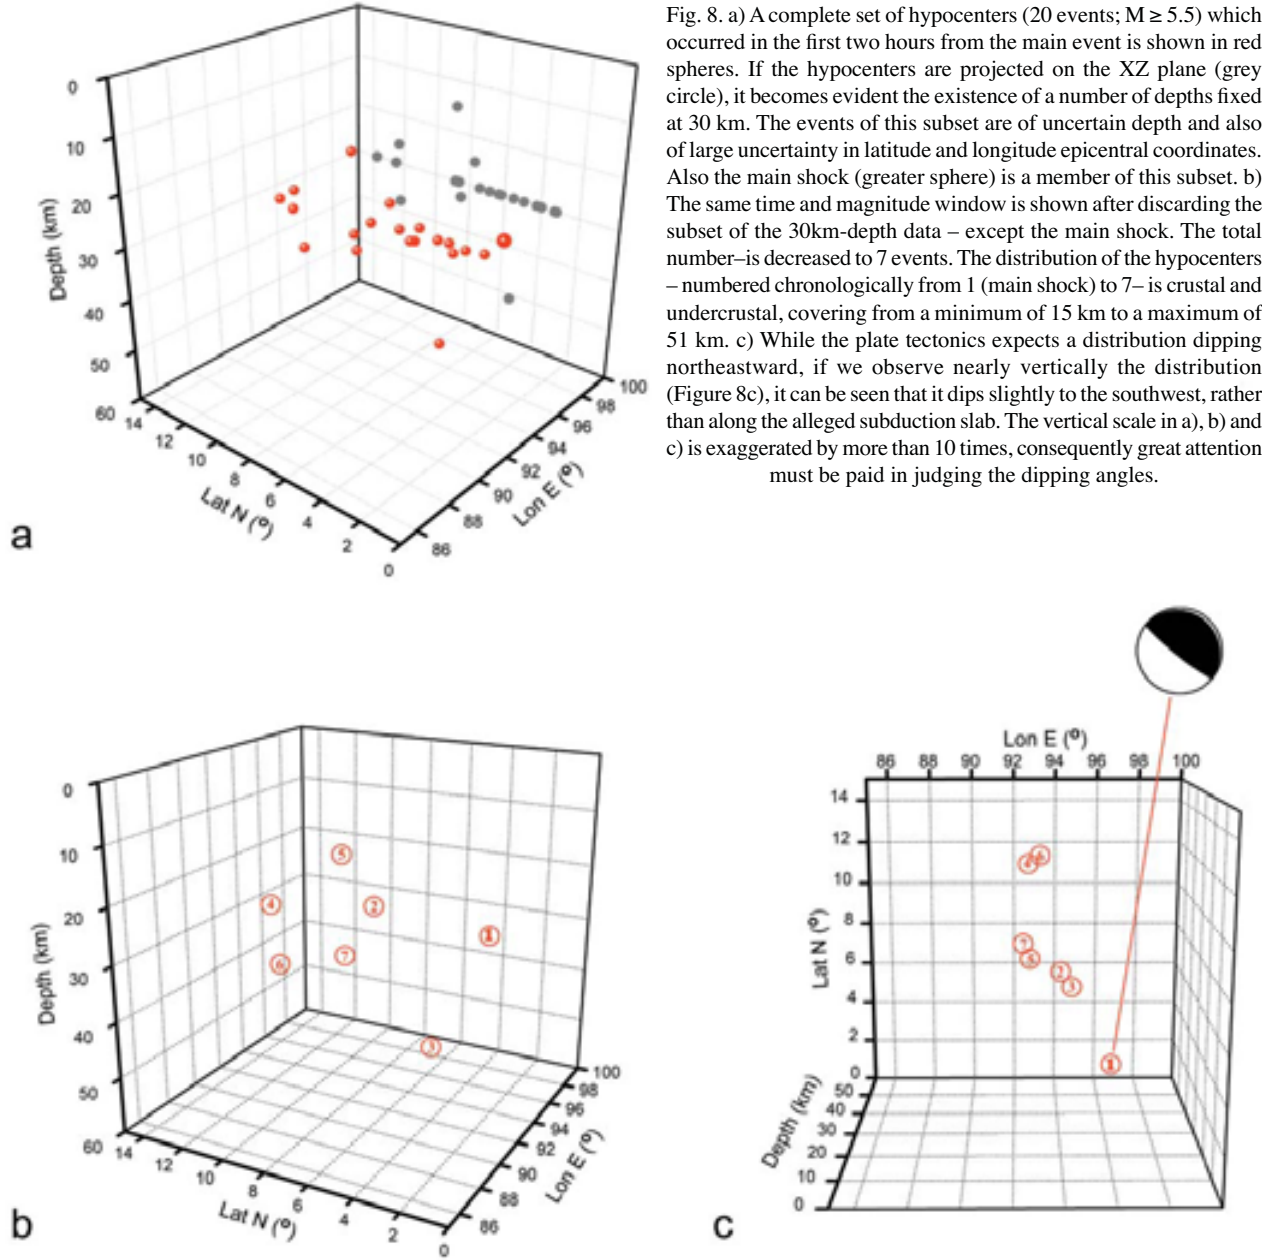 Fig. 8. a) A complete set of hypocenters (20 events; M ≥ 5.5) which
occurred in the first two hours from the main event is shown in red
spheres. If the hypocenters are projected on the XZ plane (grey
circle), it becomes evident the existence of a number of depths fixed
at 30 km. The events of this subset are of uncertain depth and also
of large uncertainty in latitude and longitude epicentral coordinates.
Also the main shock (greater sphere) is a member of this subset. b)
The same time and magnitude window is shown after discarding the
subset of the 30km-depth data – except the main shock. The total
number–is decreased to 7 events. The distribution of the hypocenters
– numbered chronologically from 1 (main shock) to 7– is crustal and
undercrustal, covering from a minimum of 15 km to a maximum of
51 km. c) While the plate tectonics expects a distribution dipping
northeastward, if we observe nearly vertically the distribution
(Figure 8c), it can be seen that it dips slightly to the southwest, rather
than along the alleged subduction slab. The vertical scale in a), b) and
c) is exaggerated by more than 10 times, consequently great attention
must be paid in judging the dipping angles.
0
10
20
30
40
50
60
Depth (km)
14
12
10
8
6
4
2
0
Lat N (º)
86
88
90
92
94
96
98
100
Lon E (º)
a
0
10
20
30
40
50
60
Depth (km)
14
12
10
8
6
4
2
0
Lat N (º)
86
88
90
92
94
96
98
100
Lon E (º)
5
4
2
1
6
7
3
b
Lon E (º)
86 88 90 92 94 96 98 100
14
12
10
8
6
4
2
0
Lat N (º)
50
40
30
20
10
0
Depth (km)
4
6
7
5
2
3
1
c